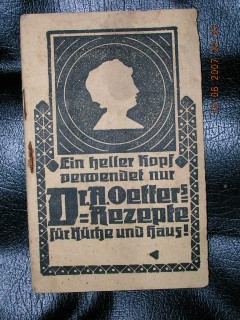 Ein heller Kopf
verwendet nur
Dr. A. Oetker's
=Rezepte
für Küche und Haus!